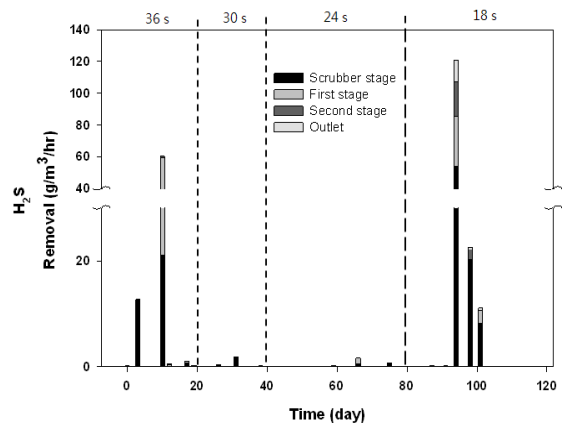 36 s 30 s 24 s 18 s
140
120
100
80
60
40
20
0
H2S
Removal (g/m³/hr)
Scrubber stage
First stage
Second stage
Outlet
0 20 40 60 80 100 120
Time (day)